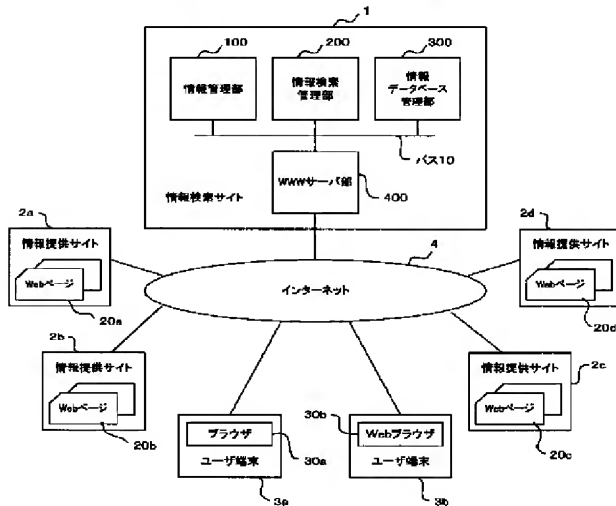 1
100
200
300
情報管理部
情報検索
管理部
情報
データベース
管理部
バス10
WWWサーバ部
400
情報検索サイト
2a
情報提供サイト
Webページ
20a
4
インターネット
2d
情報提供サイト
Webページ
20d
2b
情報提供サイト
Webページ
20b
2c
情報提供サイト
Webページ
20c
ブラウザ
30a
ユーザ端末
3a
30b
Webブラウザ
ユーザ端末
3b